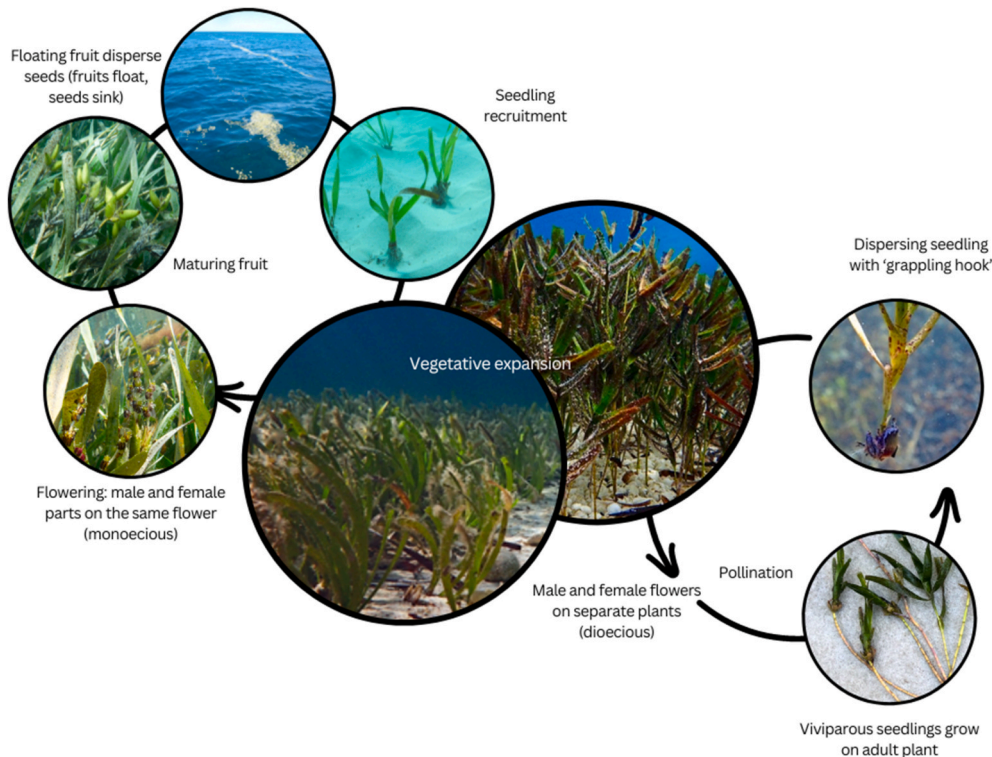 Floating fruit disperse
seeds (fruits float,
seeds sink)
Seedling
recruitment
Maturing fruit
Dispersing seedling
with ‘grappling hook’
Vegetative expansion
Flowering: male and female
parts on the same flower
(monoecious)
Pollination
Male and female flowers
on separate plants
(dioecious)
Viviparous seedlings grow
on adult plant